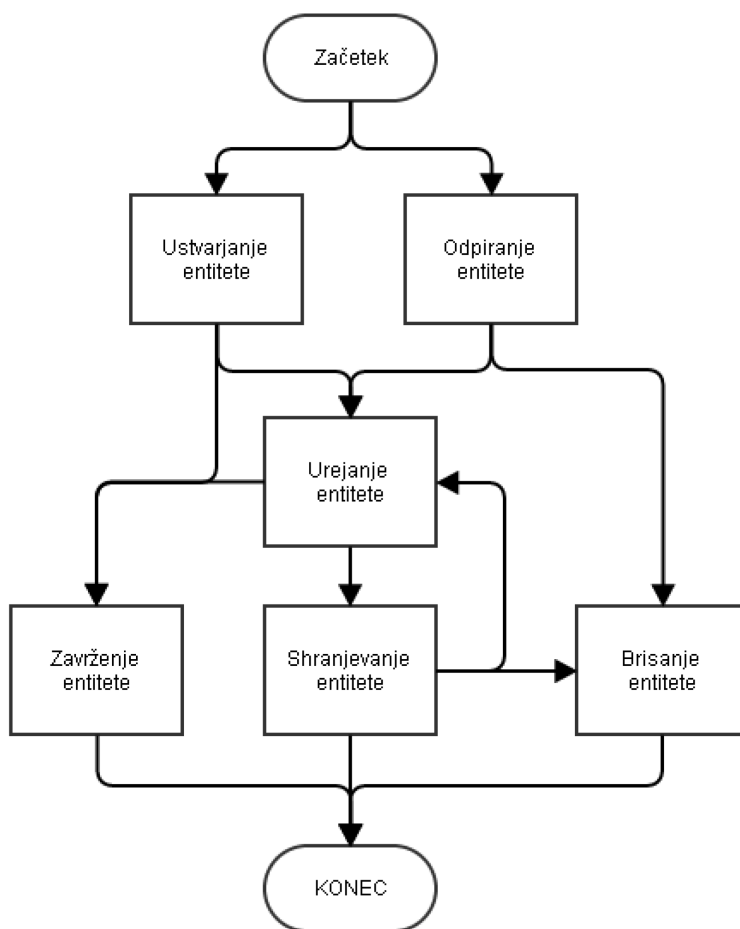 Začetek
Ustvarjanje
entitete
Odpiranje
entitete
Urejanje
entitete
Zavrženje
entitete
Shranjevanje
entitete
Brisanje
entitete
KONEC